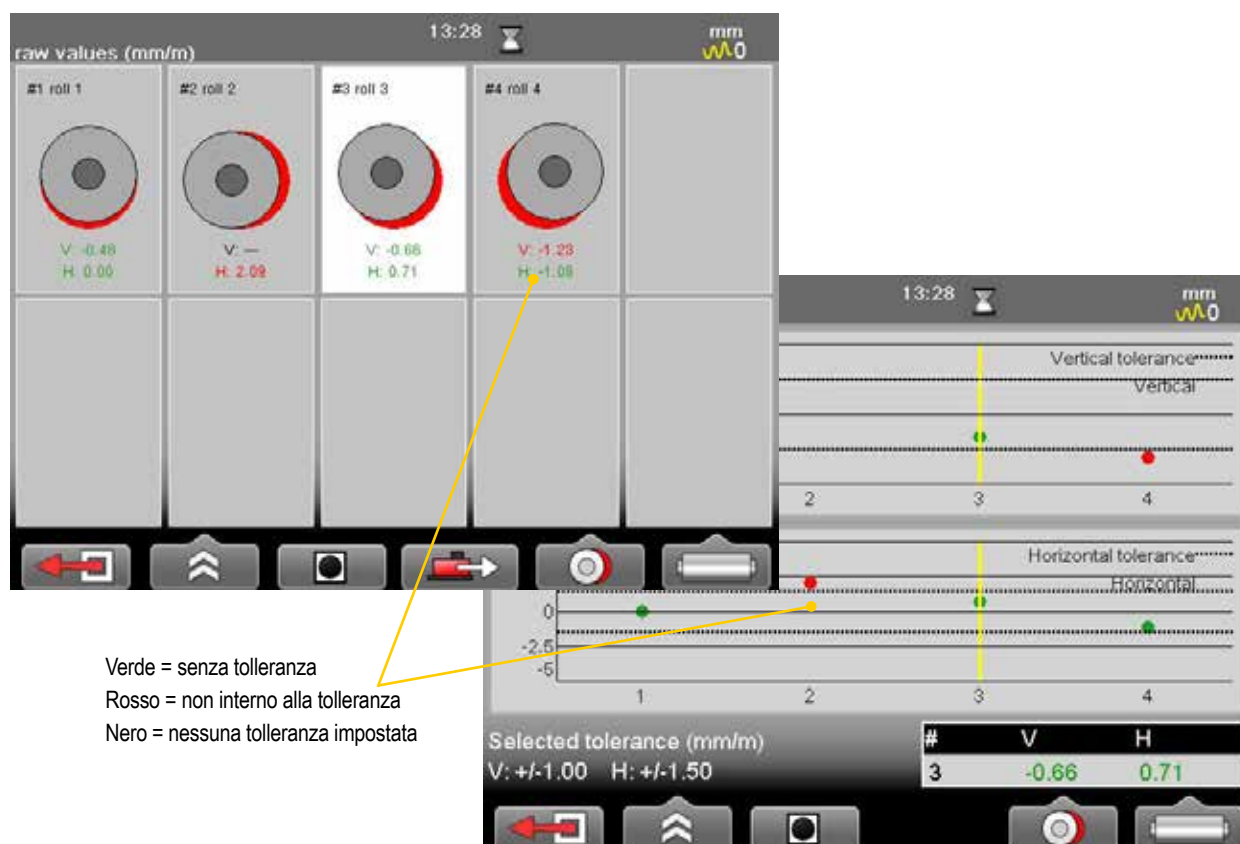 13:28
mm
0
raw values (mm/m)
#1 roll 1
#2 roll 2
#3 roll 3
#4 roll 4
V: -0.48
H: 0.00
V: —
H: 2.09
V: -0.66
H: 0.71
V: -1.23
H: -1.09
13:28
mm
0
Vertical tolerance
Vertical
2
3
4
Horizontal tolerance
Horizontal
0
-2.5
-5
1
2
3
4
Verde = senza tolleranza
Rosso = non interno alla tolleranza
Nero = nessuna tolleranza impostata
Selected tolerance (mm/m)
V: +/-1.00 H: +/-1.50
# V H
3 -0.66 0.71